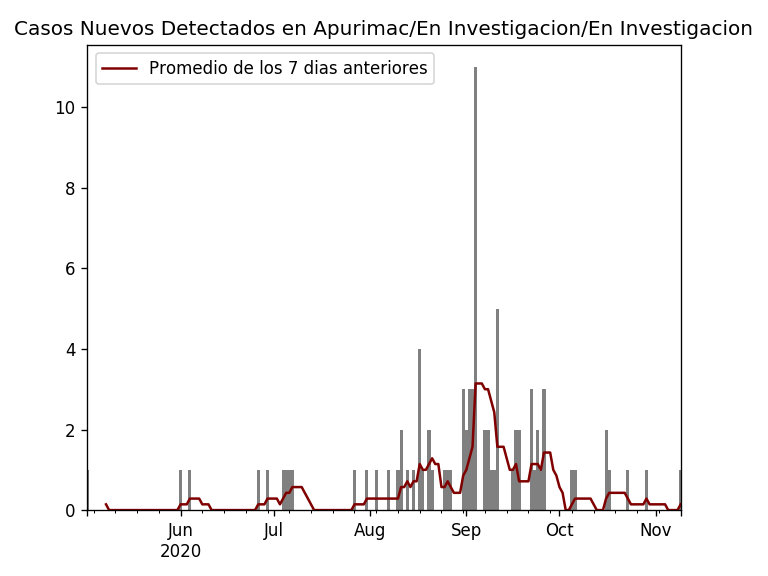 Casos Nuevos Detectados en Apurimac/En Investigacion/En Investigacion
Promedio de los 7 dias anteriores
10
8
6
4
2
0
Jun Jul Aug Sep Oct Nov
2020